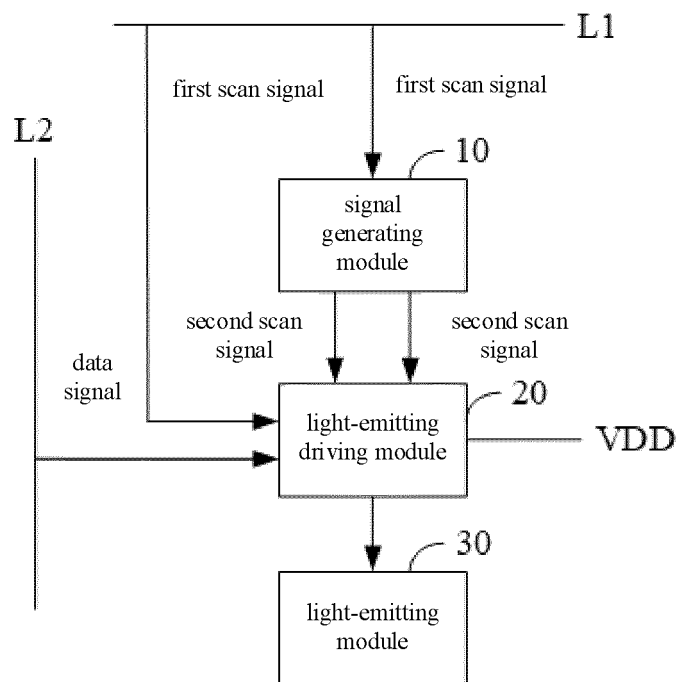 L1
first scan signal
first scan signal
L2
10
signal
generating
module
second scan
signal
second scan
signal
data
signal
20
light-emitting
driving module
VDD
30
light-emitting
module